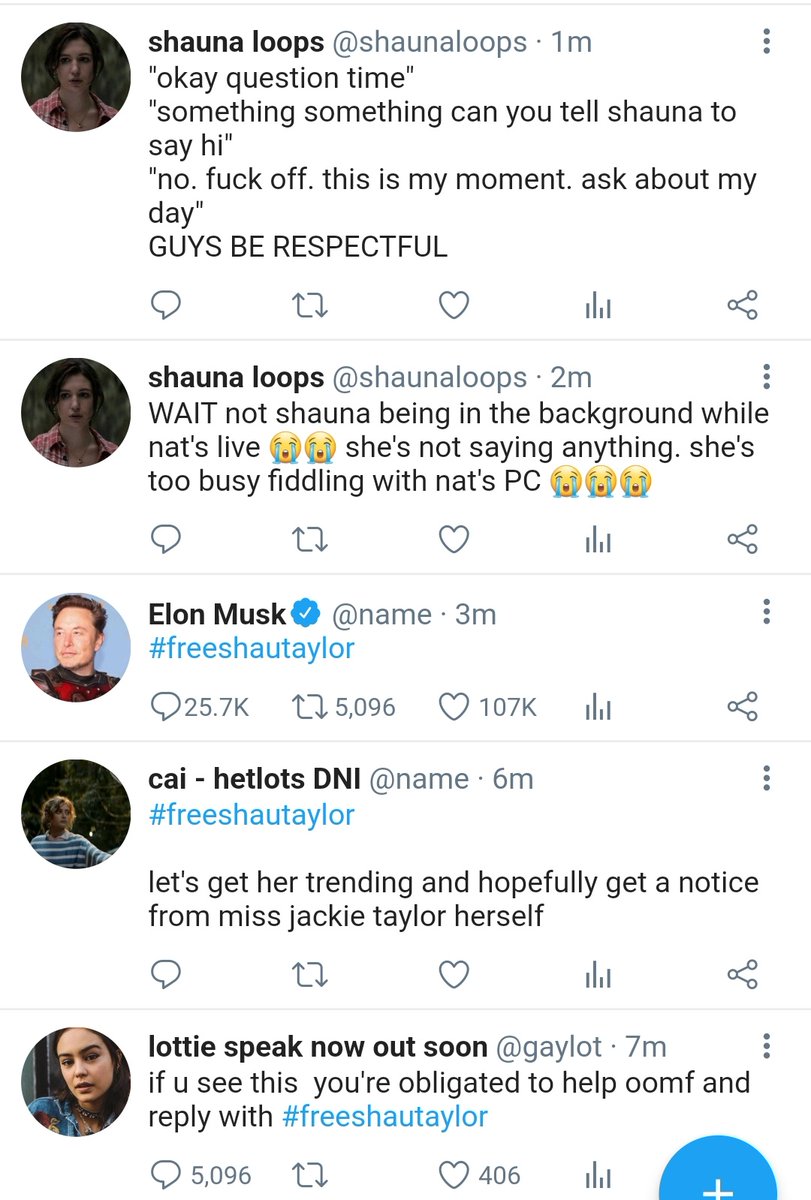 shauna loops @shaunaloops · 1m
"okay question time"
"something something can you tell shauna to
say hi"
"no. fuck off. this is my moment. ask about my
day"
GUYS BE RESPECTFUL
shauna loops @shaunaloops · 2m
WAIT not shauna being in the background while
nat's live 😭😭 she's not saying anything. she's
too busy fiddling with nat's PC 😭😭😭
Elon Musk @name · 3m
#freeshautaylor
25.7K 5,096 107K
cai - hetlots DNI @name · 6m
#freeshautaylor
let's get her trending and hopefully get a notice
from miss jackie taylor herself
lottie speak now out soon @gaylot · 7m
if u see this you're obligated to help oomf and
reply with #freeshautaylor
5,096 406